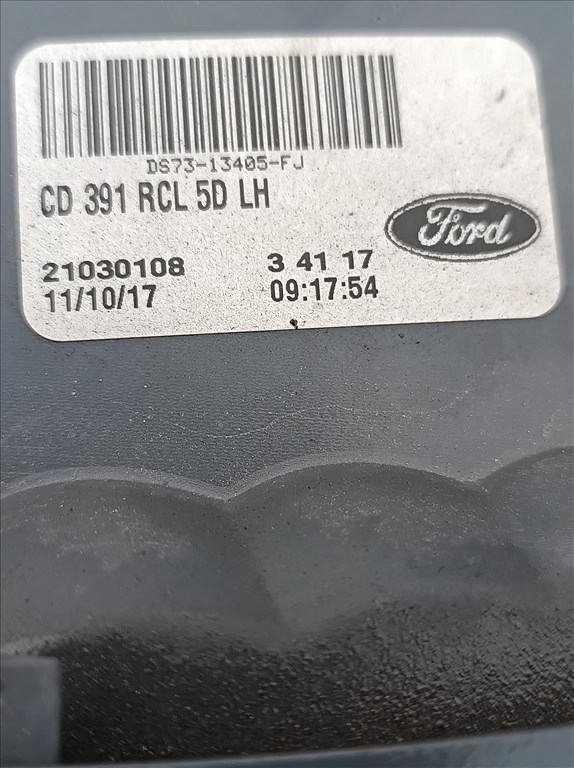 DS73-13405-FJ
CD 391 RCL 5D LH
Ford
21030108 3 41 17
11/10/17 09:17:54